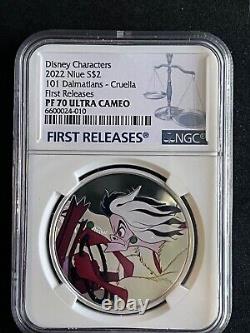 Disney Characters
2022 Niue S$2
101 Dalmatians - Cruella
First Releases
PF 70 ULTRA CAMEO
6600024-010
FIRST RELEASES®
NGC